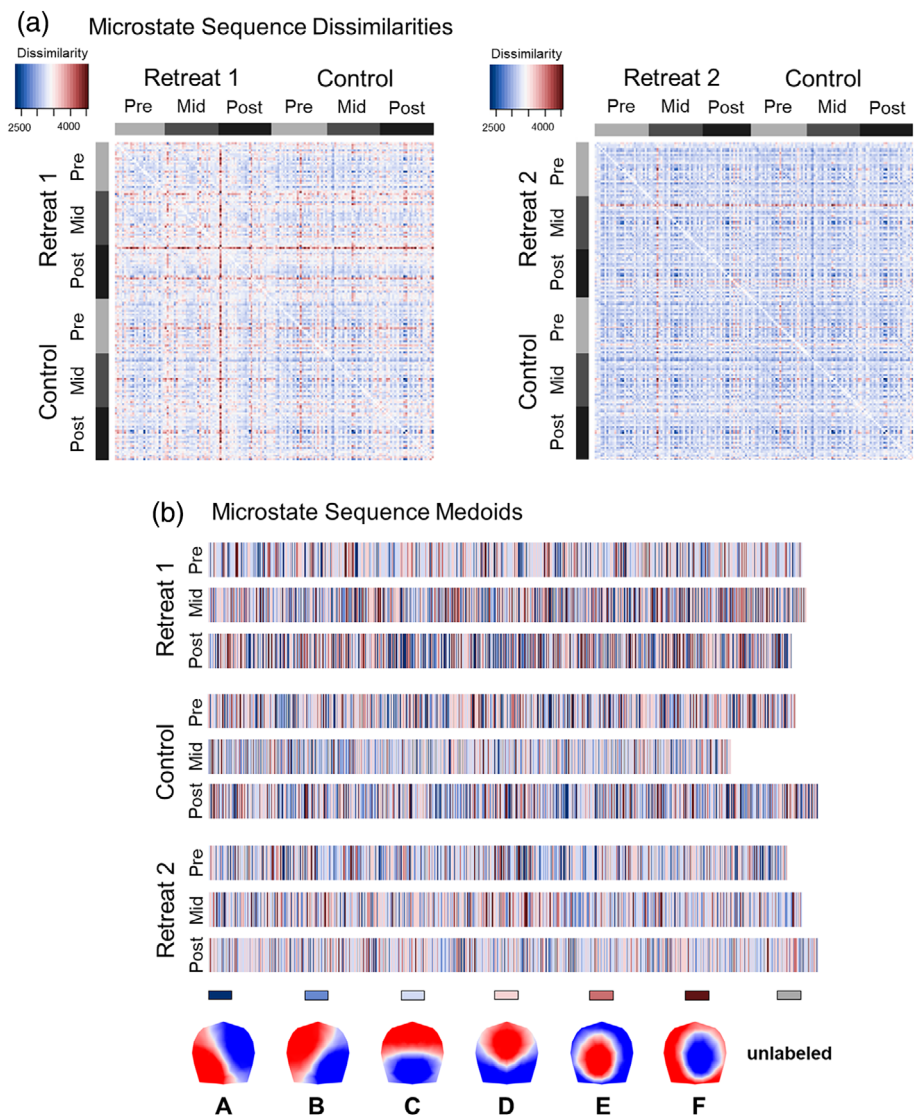 (a) Microstate Sequence Dissimilarities
Dissimilarity
2500 4000
Retreat 1 Control
Pre Mid Post Pre Mid Post
Retreat 1
Pre
Mid
Post
Control
Pre
Mid
Post
Dissimilarity
2500 4000
Retreat 2 Control
Pre Mid Post Pre Mid Post
Retreat 2
Pre
Mid
Post
Control
Pre
Mid
Post
(b) Microstate Sequence Medoids
Retreat 1
Pre
Mid
Post
Control
Pre
Mid
Post
Retreat 2
Pre
Mid
Post
unlabeled
A B C D E F